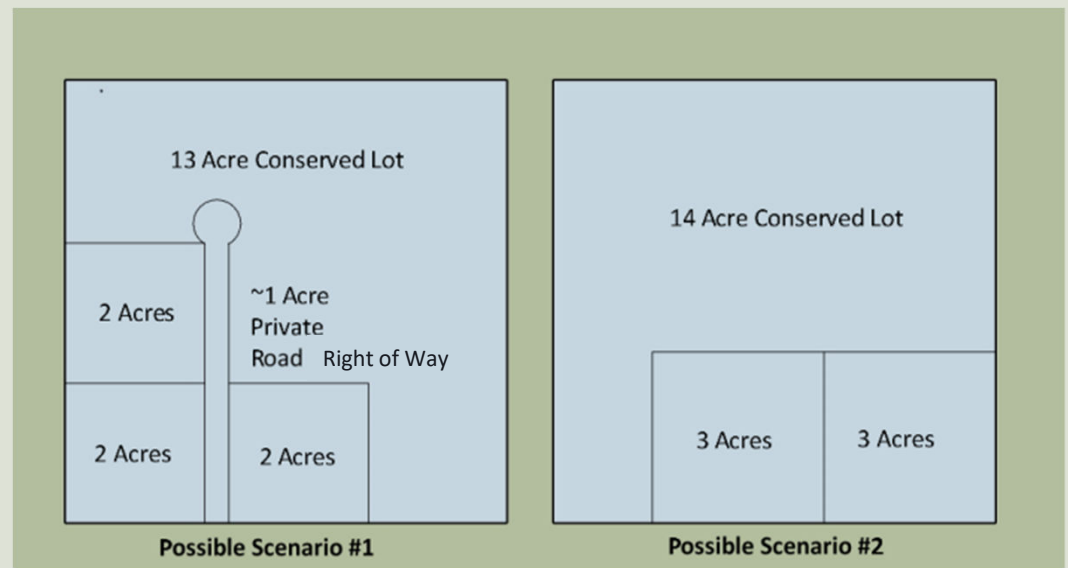 13 Acre Conserved Lot
2 Acres
~1 Acre
Private
Road Right of Way
2 Acres
2 Acres
Possible Scenario #1
14 Acre Conserved Lot
3 Acres
3 Acres
Possible Scenario #2